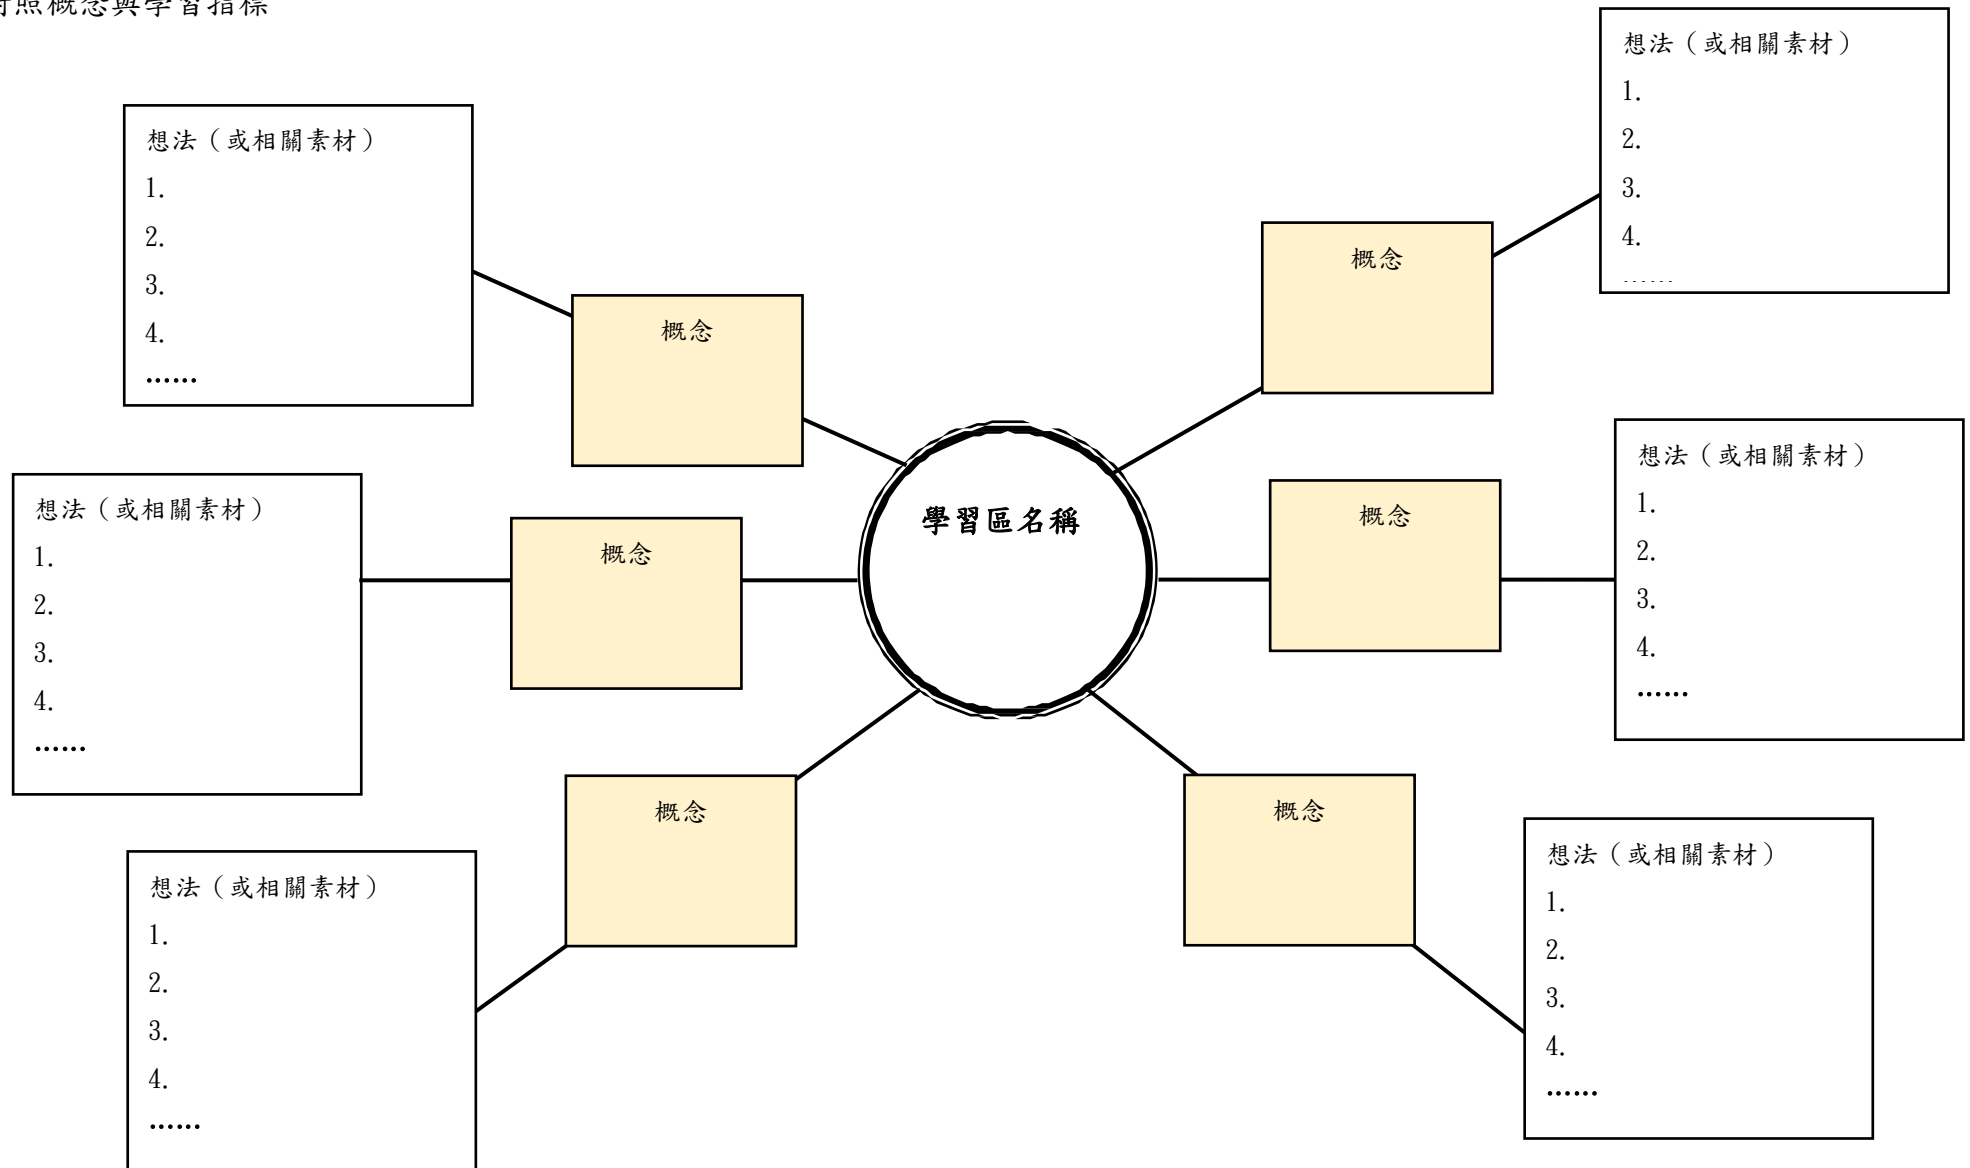 對照概念與學習指標
想法（或相關素材）
1.
2.
3.
4.
......
概念
想法（或相關素材）
1.
2.
3.
4.
......
概念
想法（或相關素材）
1.
2.
3.
4.
......
概念
學習區名稱
概念
想法（或相關素材）
1.
2.
3.
4.
......
概念
想法（或相關素材）
1.
2.
3.
4.
......
概念
想法（或相關素材）
1.
2.
3.
4.
......